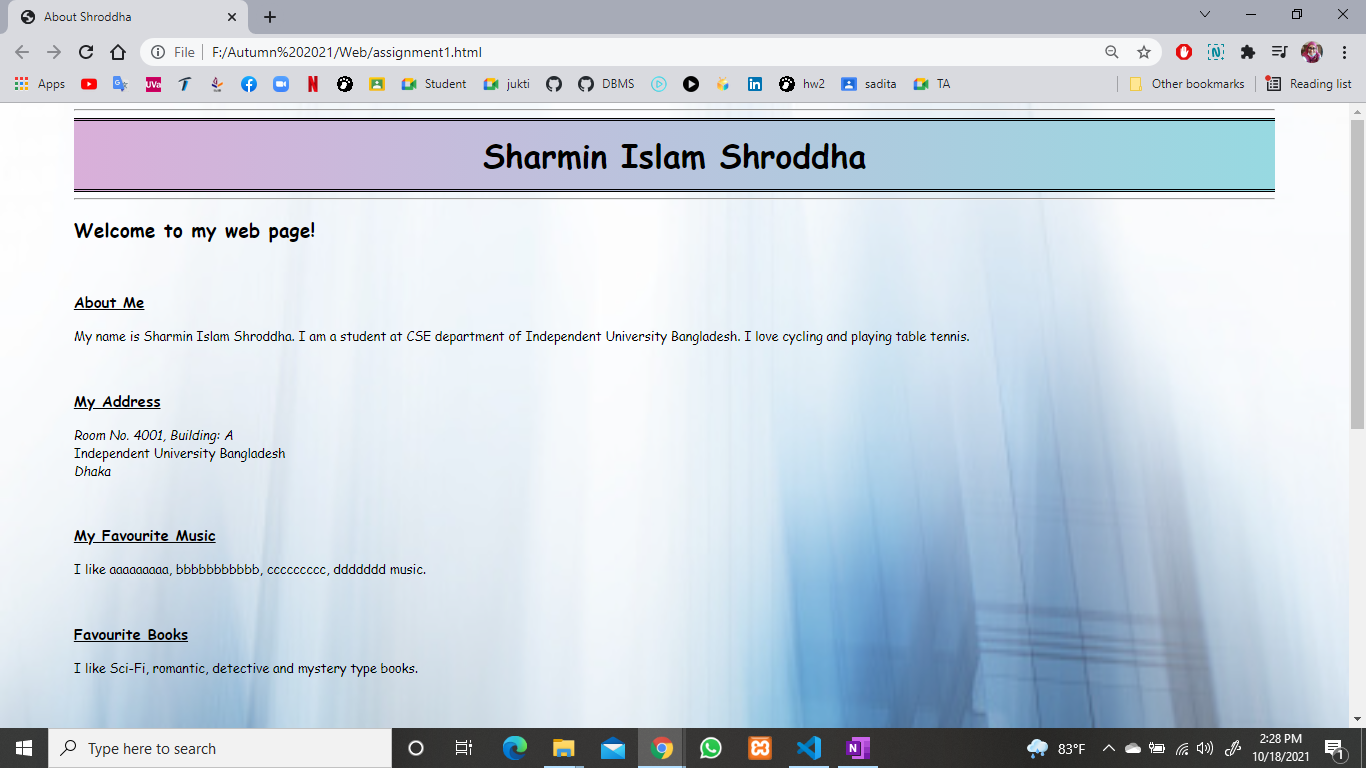 About Shroddha
File
F:/Autumn%202021/Web/assignment1.html
Apps
UVa
Student
jukti
DBMS
hw2
sadita
TA
Other bookmarks
Reading list
Sharmin Islam Shroddha
Welcome to my web page!
About Me
My name is Sharmin Islam Shroddha. I am a student at CSE department of Independent University Bangladesh. I love cycling and playing table tennis.
My Address
Room No. 4001, Building: A
Independent University Bangladesh
Dhaka
My Favourite Music
I like aaaaaaaaa, bbbbbbbbbbb, ccccccccc, ddddddd music.
Favourite Books
I like Sci-Fi, romantic, detective and mystery type books.
Type here to search
83°F
2:28 PM
10/18/2021
1